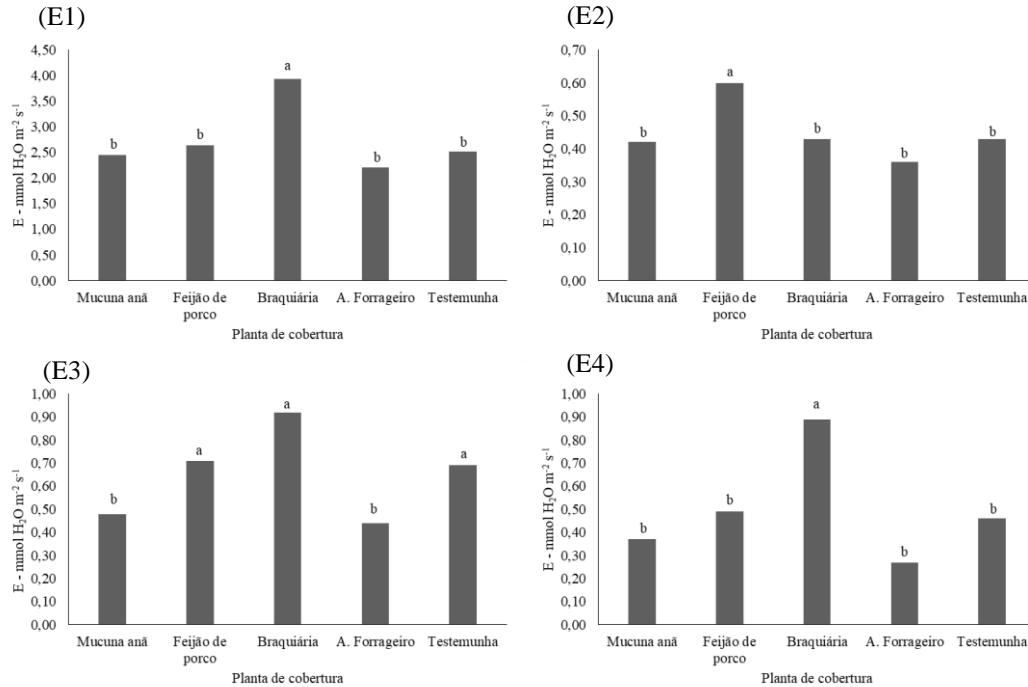 (E1)
E - mmol H₂O m⁻² s⁻¹
4,50
4,00
3,50
3,00
2,50
2,00
1,50
1,00
0,50
0,00
b
b
a
b
b
Mucuna anã
Feijão de
porco
Braquiária
A. Forrageiro
Testemunha
Planta de cobertura
(E2)
E - mmol H₂O m⁻² s⁻¹
0,70
0,60
0,50
0,40
0,30
0,20
0,10
0,00
b
a
b
b
b
Mucuna anã
Feijão de
porco
Braquiária
A. Forrageiro
Testemunha
Planta de cobertura
(E3)
E - mmol H₂O m⁻² s⁻¹
1,00
0,90
0,80
0,70
0,60
0,50
0,40
0,30
0,20
0,10
0,00
b
a
a
b
a
Mucuna anã
Feijão de
porco
Braquiária
A. Forrageiro
Testemunha
Planta de cobertura
(E4)
E - mmol H₂O m⁻² s⁻¹
1,00
0,90
0,80
0,70
0,60
0,50
0,40
0,30
0,20
0,10
0,00
b
b
a
b
b
Mucuna anã
Feijão de
porco
Braquiária
A. Forrageiro
Testemunha
Planta de cobertura